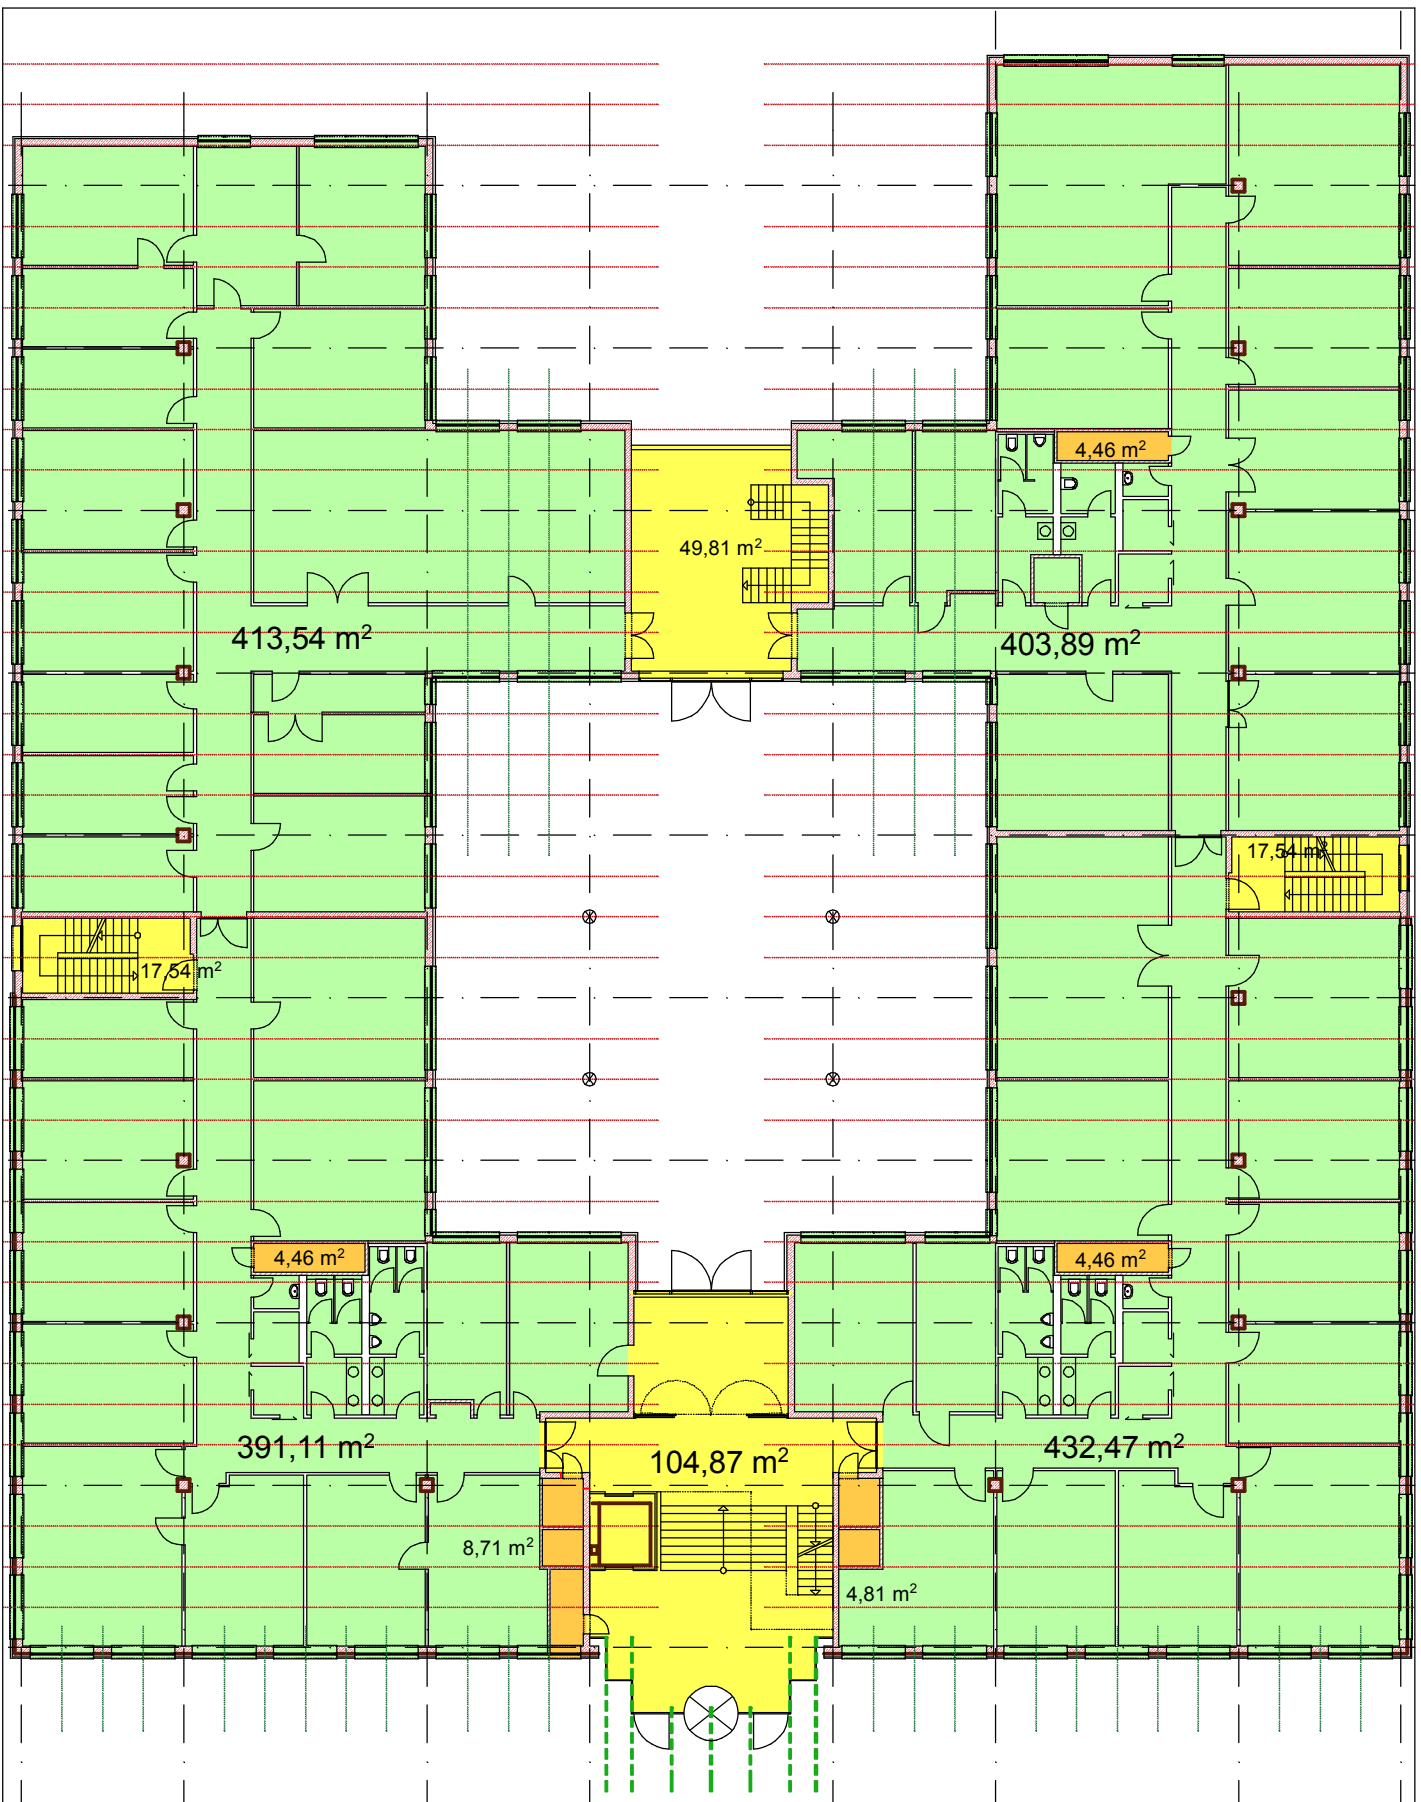 4,46 m²
49,81 m²
413,54 m²
403,89 m²
17,54 m²
17,54 m²
4,46 m²
4,46 m²
391,11 m²
104,87 m²
432,47 m²
8,71 m²
4,81 m²